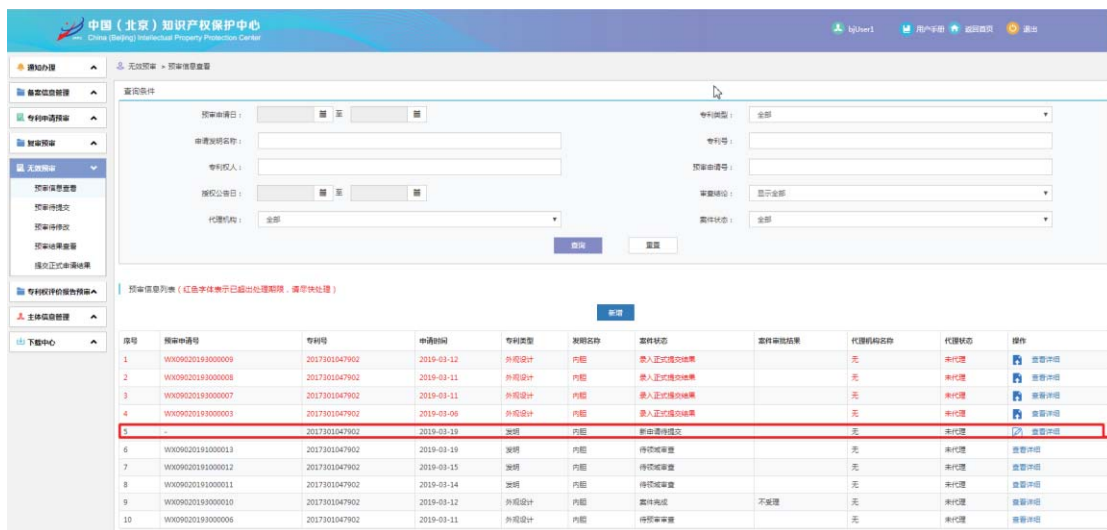 中国（北京）知识产权保护中心
China (Beijing) Intellectual Property Protection Center
bjUser1 用户手册 返回首页 退出
通知办理
无效预审 > 预审信息查看
备案信息管理
专利申请预审
复审预审
无效预审
预审信息查看
预审待提交
预审待修改
预审结果查看
提交正式申请结果
专利权评价报告预审
主体信息管理
下载中心
查询条件
预审申请日： 至 专利类型： 全部
申请发明名称： 专利号：
专利权人： 预审申请号：
授权公告日： 至 审查结论： 显示全部
代理机构： 全部 案件状态： 全部
查询 重置
预审信息列表（红色字体表示已超出处理期限，请尽快处理）
新增
序号 预审申请号 专利号 申请时间 专利类型 发明名称 案件状态 案件审批结果 代理机构名称 代理状态 操作
1 WX09020193000009 2017301047902 2019-03-12 外观设计 内胆 录入正式提交结果 无 未代理 查看详细
2 WX09020193000008 2017301047902 2019-03-11 外观设计 内胆 录入正式提交结果 无 未代理 查看详细
3 WX09020193000007 2017301047902 2019-03-11 外观设计 内胆 录入正式提交结果 无 未代理 查看详细
4 WX09020193000003 2017301047902 2019-03-06 外观设计 内胆 录入正式提交结果 无 未代理 查看详细
5 - 2017301047902 2019-03-19 发明 内胆 新申请待提交 无 未代理 查看详细
6 WX09020191000013 2017301047902 2019-03-19 发明 内胆 待领域审查 无 未代理 查看详细
7 WX09020191000012 2017301047902 2019-03-15 发明 内胆 待领域审查 无 未代理 查看详细
8 WX09020191000011 2017301047902 2019-03-14 发明 内胆 待领域审查 无 未代理 查看详细
9 WX09020193000010 2017301047902 2019-03-12 外观设计 内胆 案件完成 不受理 无 未代理 查看详细
10 WX09020193000006 2017301047902 2019-03-11 外观设计 内胆 待预审审查 无 未代理 查看详细